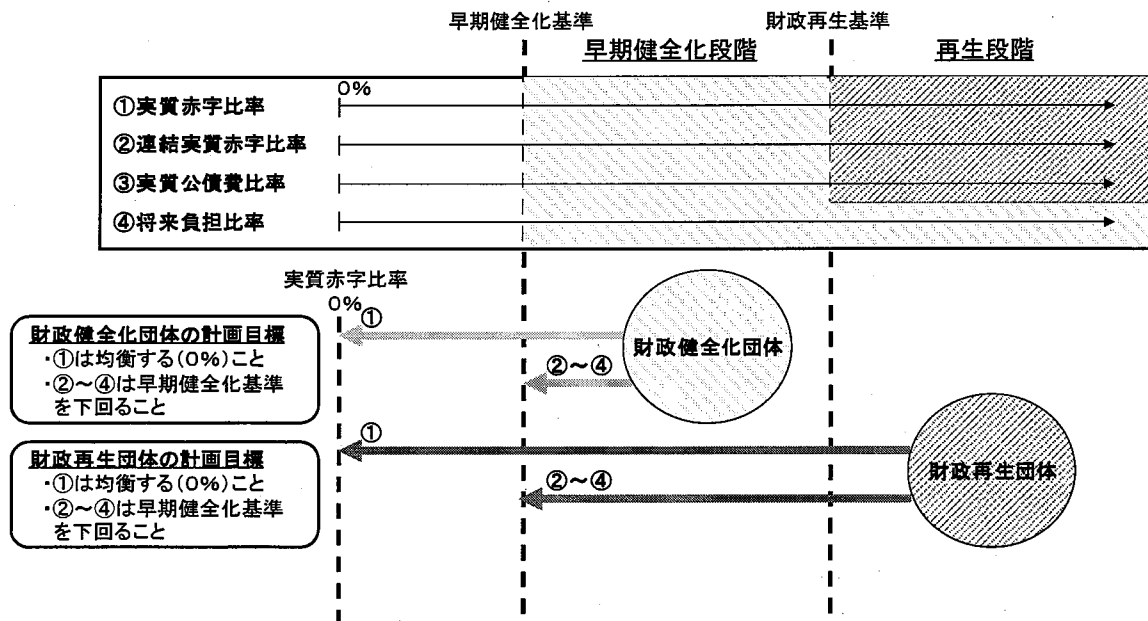 早期健全化基準
財政再生基準
早期健全化段階
再生段階
0%
①実質赤字比率
②連結実質赤字比率
③実質公債費比率
④将来負担比率
実質赤字比率
0%
①
財政健全化団体の計画目標
・①は均衡する(0%)こと
・②～④は早期健全化基準
を下回ること
②～④
財政健全化団体
①
財政再生団体の計画目標
・①は均衡する(0%)こと
・②～④は早期健全化基準
を下回ること
②～④
財政再生団体